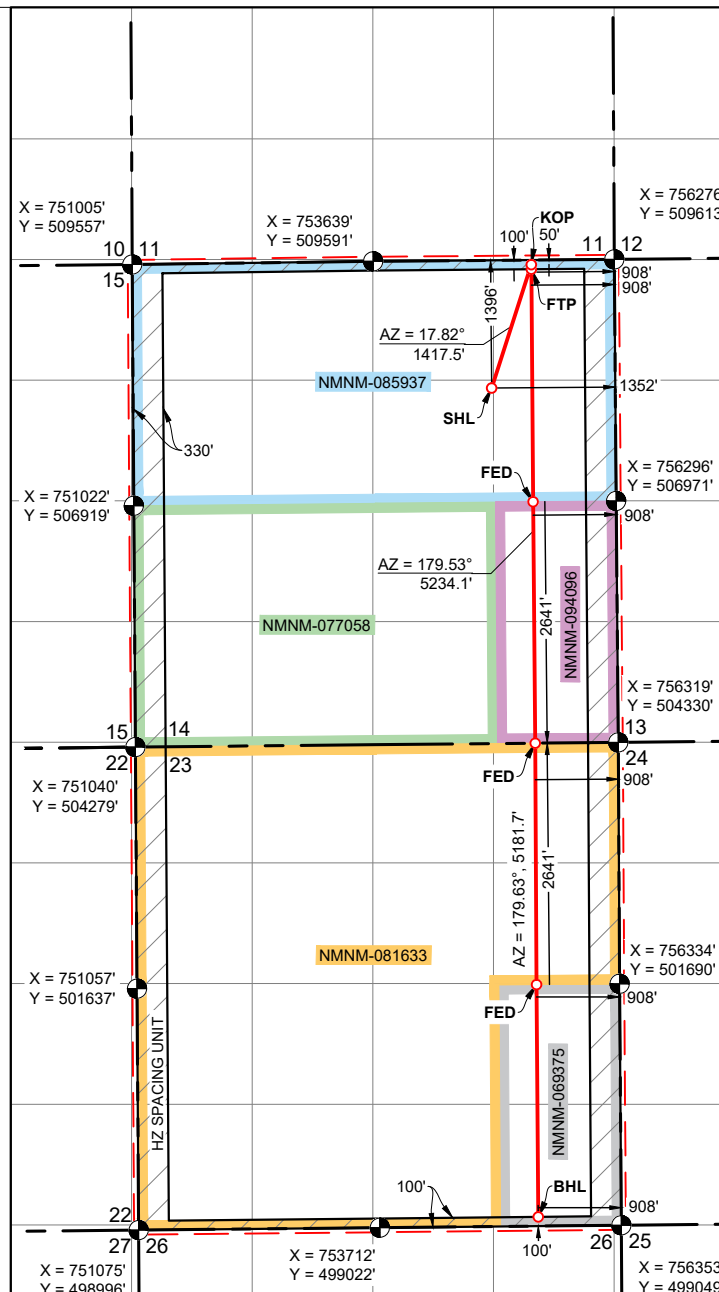 X = 751005'
Y = 509557'
X = 753639'
Y = 509591'
X = 756276
Y = 509613
KOP
100'
50'
10
11
11
12
15
908'
908'
FTP
1396'
AZ = 17.82°
1417.5'
NMNM-085937
1352'
SHL
330'
FED
X = 756296'
Y = 506971'
X = 751022'
Y = 506919'
908'
AZ = 179.53°
5234.1'
2641'
NMNM-094096
NMNM-077058
X = 756319'
Y = 504330'
15
14
13
22
23
24
FED
908'
X = 751040'
Y = 504279'
AZ = 179.63°, 5181.7'
2641'
NMNM-081633
X = 756334'
Y = 501690'
X = 751057'
Y = 501637'
908'
FED
HZ SPACING UNIT
NMNM-069375
BHL
100'
908'
22
27
26
26
25
100'
X = 753712'
Y = 499022'
X = 751075'
Y = 498996'
X = 756353
Y = 499049